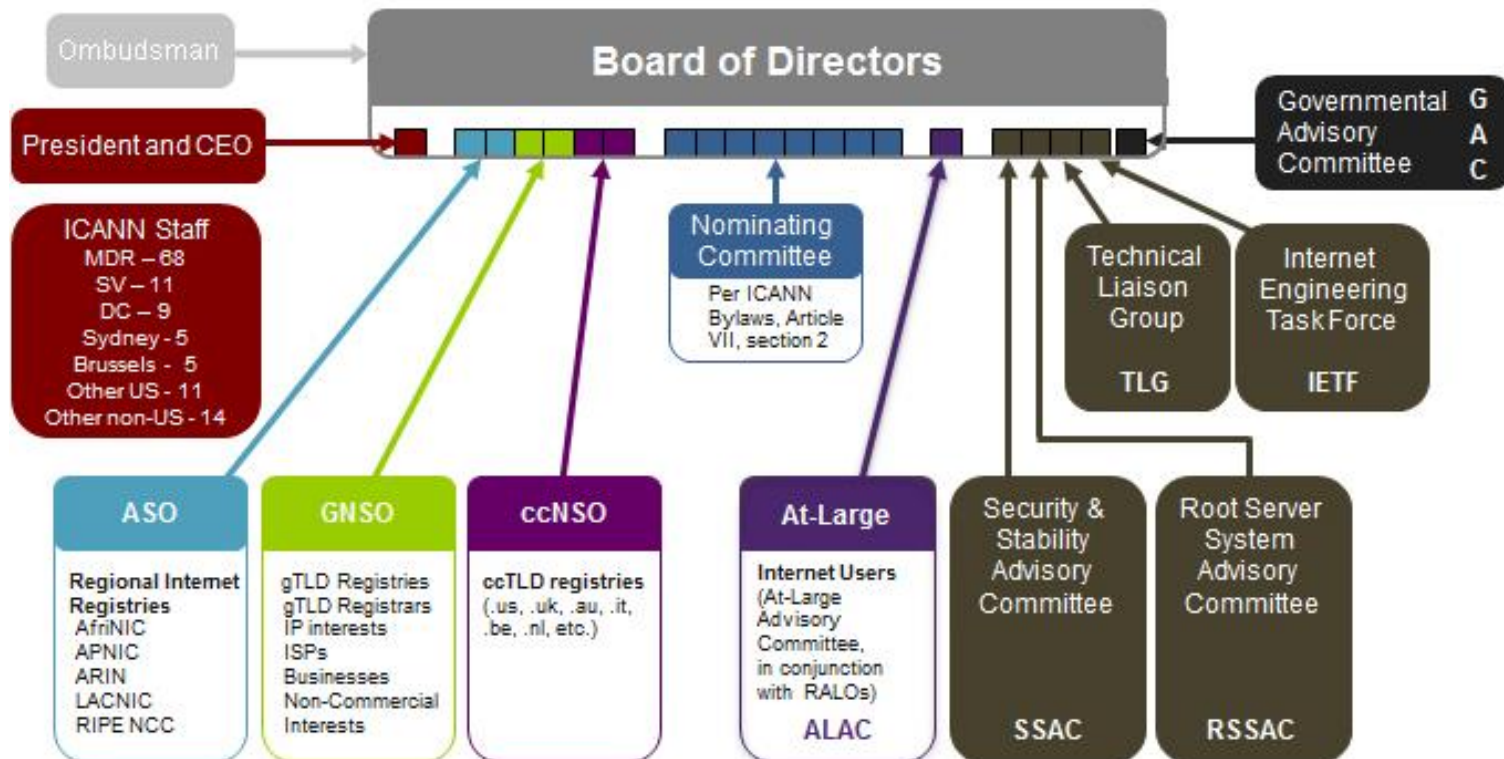 Ombudsman
Board of Directors
President and CEO
Governmental
Advisory
Committee
G
A
C
ICANN Staff
MDR – 68
SV – 11
DC – 9
Sydney - 5
Brussels - 5
Other US - 11
Other non-US - 14
Nominating
Committee
Per ICANN
Bylaws, Article
VII, section 2
Technical
Liaison
Group
TLG
Internet
Engineering
Task Force
IETF
ASO
Regional Internet
Registries
AfriNIC
APNIC
ARIN
LACNIC
RIPE NCC
GNSO
gTLD Registries
gTLD Registrars
IP interests
ISPs
Businesses
Non-Commercial
Interests
ccNSO
ccTLD registries
(.us, .uk, .au, .it,
.be, .nl, etc.)
At-Large
Internet Users
(At-Large
Advisory
Committee,
in conjunction
with RALOs)
ALAC
Security &
Stability
Advisory
Committee
SSAC
Root Server
System
Advisory
Committee
RSSAC